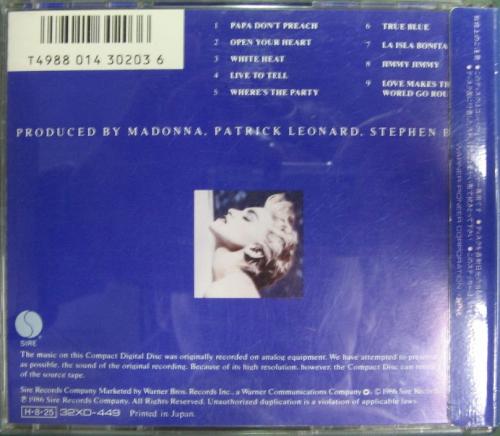 T4988 014 30203 6
1 PAPA DON'T PREACH
2 OPEN YOUR HEART
3 WHITE HEAT
4 LIVE TO TELL
5 WHERE'S THE PARTY
6 TRUE BLUE
7 LA ISLA BONITA
8 JIMMY JIMMY
9 LOVE MAKES TH
WORLD GO ROU
PRODUCED BY MADONNA, PATRICK LEONARD, STEPHEN B
WARNER-PIONEER CORPORATION
SIRE
The music on this Compact Digital Disc was originally recorded on analog equipment. We have attempted to preserve
as possible, the sound of the original recording. Because of its high resolution, however, the Compact Disc can
of the source tape.
Sire Records Company Marketed by Warner Bros. Records Inc., a Warner Communications Company. © 1986 Sire Rec
℗ 1986 Sire Records Company. All Rights Reserved. Unauthorized duplication is a violation of applicable laws.
H-8-25 32XD-449 Printed in Japan.